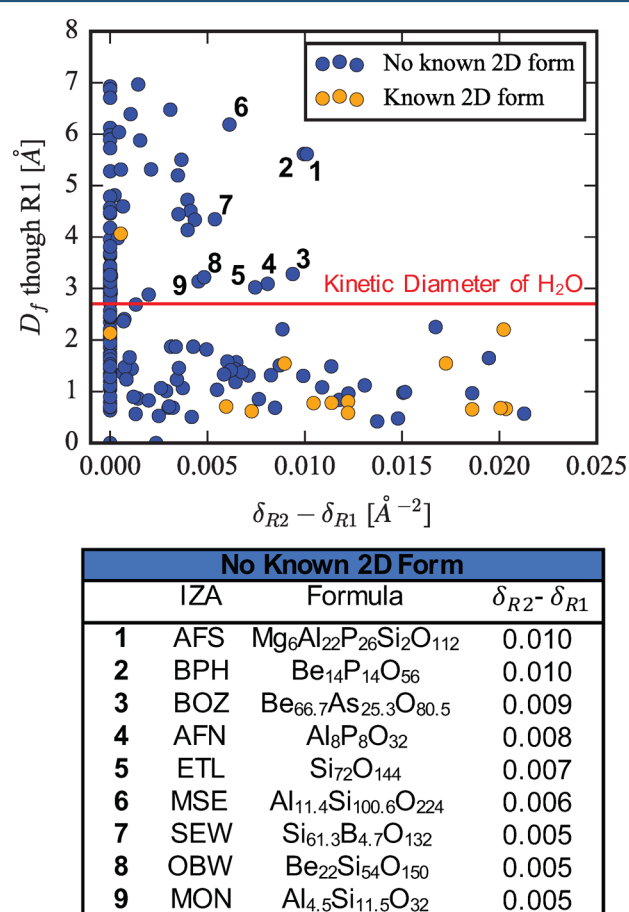 8
7
6
5
4
3
2
1
0
D_f though R1 [Å]
No known 2D form
Known 2D form
6
2
1
7
8
9
5
4
3
Kinetic Diameter of H₂O
0.000 0.005 0.010 0.015 0.020 0.025
δ_R2 − δ_R1 [Å⁻²]
No Known 2D Form
IZA Formula δ_R2- δ_R1
1 AFS Mg₆Al₂₂P₂₆Si₂O₁₁₂ 0.010
2 BPH Be₁₄P₁₄O₅₆ 0.010
3 BOZ Be₆₆.₇As₂₅.₃O₈₀.₅ 0.009
4 AFN Al₈P₈O₃₂ 0.008
5 ETL Si₇₂O₁₄₄ 0.007
6 MSE Al₁₁.₄Si₁₀₀.₆O₂₂₄ 0.006
7 SEW Si₆₁.₃B₄.₇O₁₃₂ 0.005
8 OBW Be₂₂Si₅₄O₁₅₀ 0.005
9 MON Al₄.₅Si₁₁.₅O₃₂ 0.005